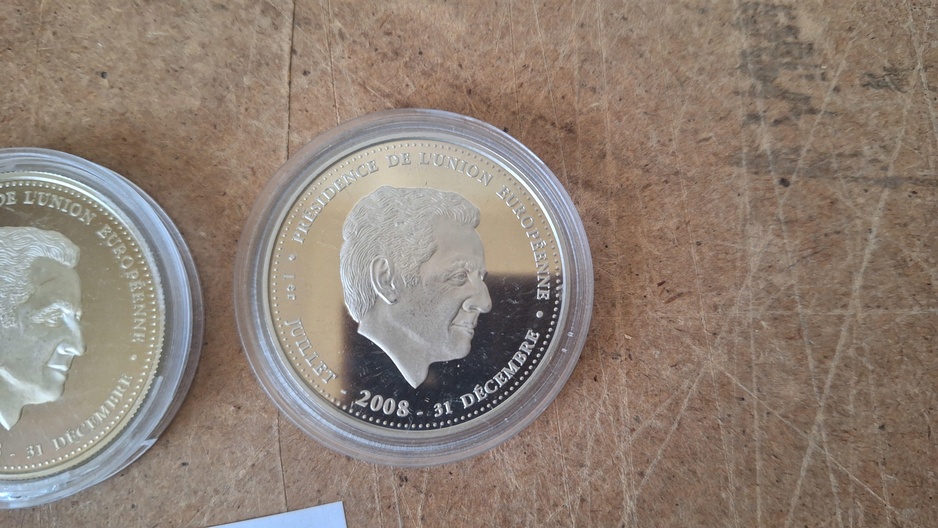 DE L'UNION EUROPÉENNE •
- 31 DÉCEMBRE
• PRÉSIDENCE DE L'UNION EUROPÉENNE •
1er JUILLET 2008 - 31 DÉCEMBRE